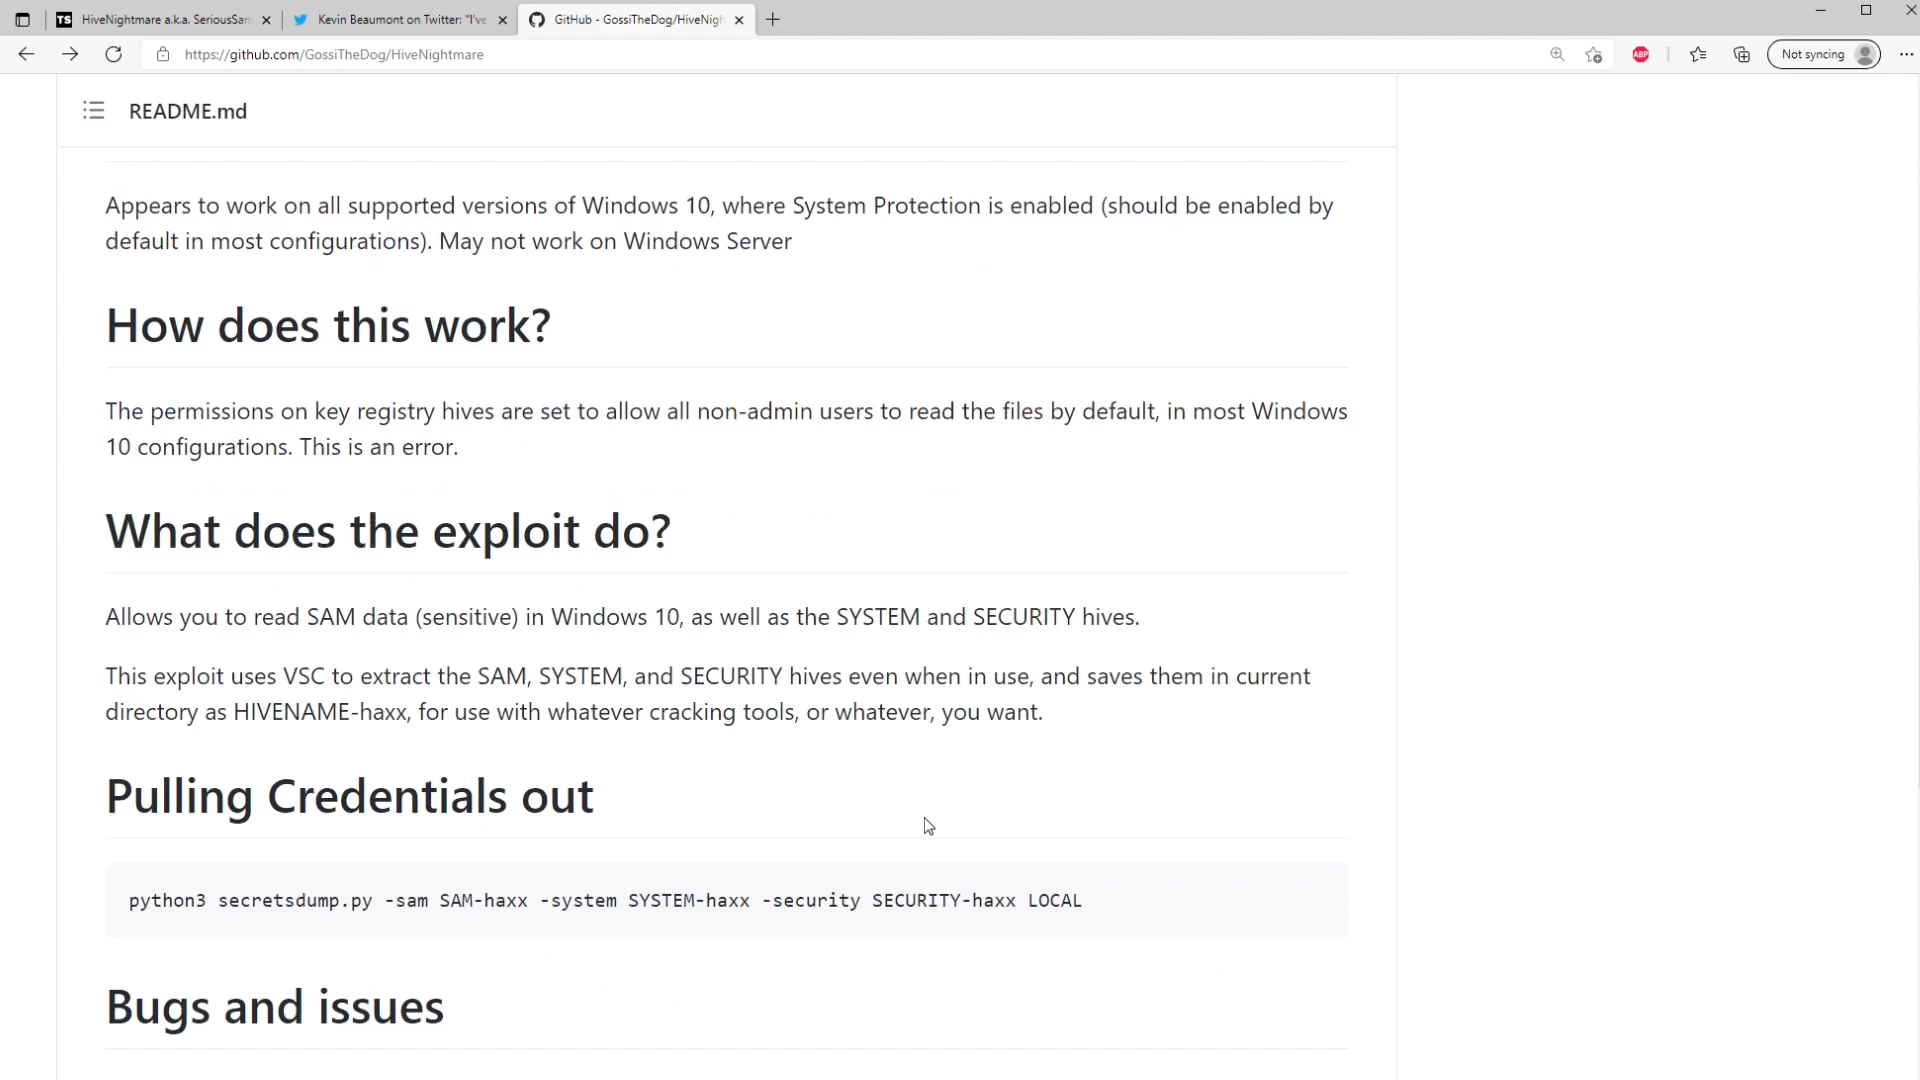 TS HiveNightmare a.k.a. SeriousSam
Kevin Beaumont on Twitter: "I've
GitHub - GossiTheDog/HiveNigh
https://github.com/GossiTheDog/HiveNightmare
ABP
Not syncing
README.md
Appears to work on all supported versions of Windows 10, where System Protection is enabled (should be enabled by
default in most configurations). May not work on Windows Server
How does this work?
The permissions on key registry hives are set to allow all non-admin users to read the files by default, in most Windows
10 configurations. This is an error.
What does the exploit do?
Allows you to read SAM data (sensitive) in Windows 10, as well as the SYSTEM and SECURITY hives.
This exploit uses VSC to extract the SAM, SYSTEM, and SECURITY hives even when in use, and saves them in current
directory as HIVENAME-haxx, for use with whatever cracking tools, or whatever, you want.
Pulling Credentials out
python3 secretsdump.py -sam SAM-haxx -system SYSTEM-haxx -security SECURITY-haxx LOCAL
Bugs and issues